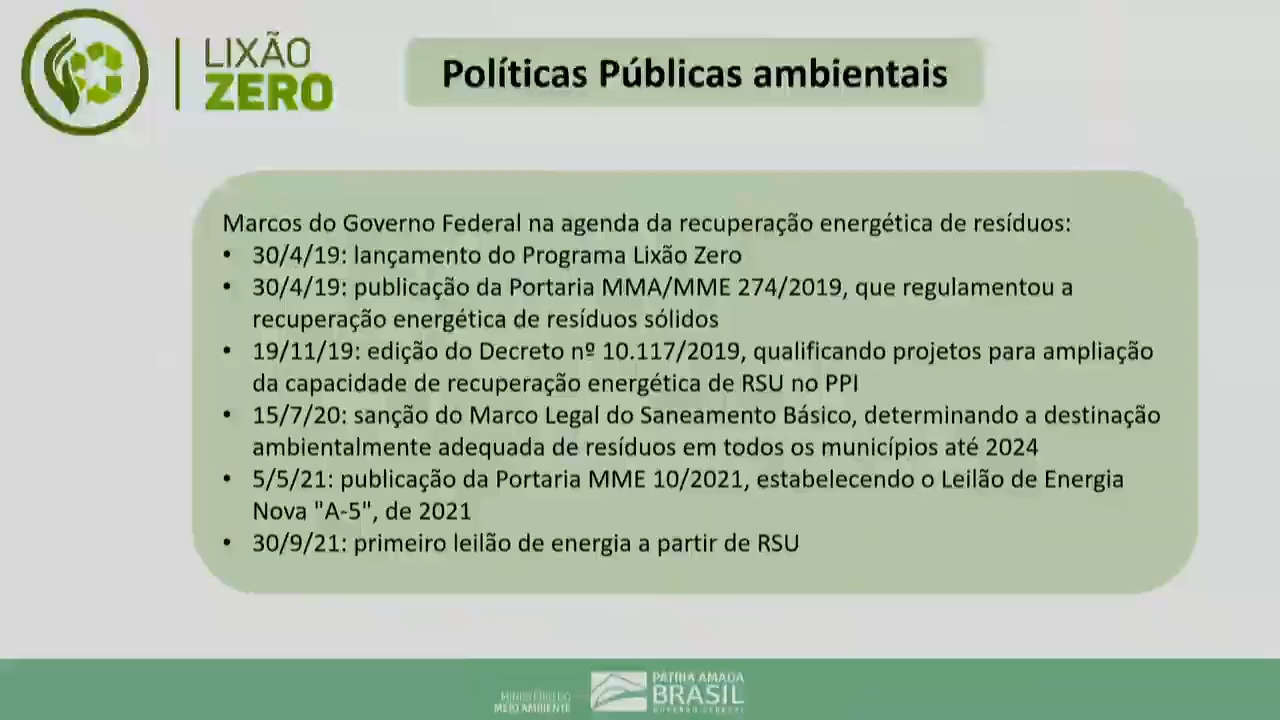 LIXÃO
ZERO
Políticas Públicas ambientais
Marcos do Governo Federal na agenda da recuperação energética de resíduos:
• 30/4/19: lançamento do Programa Lixão Zero
• 30/4/19: publicação da Portaria MMA/MME 274/2019, que regulamentou a
recuperação energética de resíduos sólidos
• 19/11/19: edição do Decreto nº 10.117/2019, qualificando projetos para ampliação
da capacidade de recuperação energética de RSU no PPI
• 15/7/20: sanção do Marco Legal do Saneamento Básico, determinando a destinação
ambientalmente adequada de resíduos em todos os municípios até 2024
• 5/5/21: publicação da Portaria MME 10/2021, estabelecendo o Leilão de Energia
Nova "A-5", de 2021
• 30/9/21: primeiro leilão de energia a partir de RSU
MINISTÉRIO DO
MEIO AMBIENTE
PÁTRIA AMADA
BRASIL
GOVERNO FEDERAL